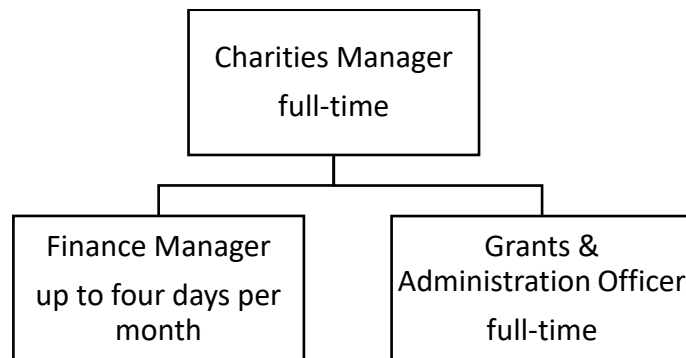 Charities Manager
full-time
Finance Manager
up to four days per
month
Grants &
Administration Officer
full-time